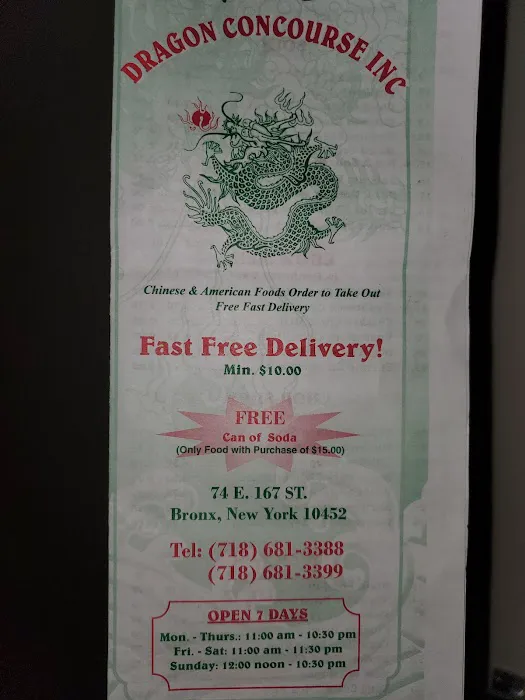 DRAGON CONCOURSE INC
Chinese & American Foods Order to Take Out
Free Fast Delivery
Fast Free Delivery!
Min. $10.00
FREE
Can of Soda
(Only Food with Purchase of $15.00)
74 E. 167 ST.
Bronx, New York 10452
Tel: (718) 681-3388
(718) 681-3399
OPEN 7 DAYS
Mon. - Thurs.: 11:00 am - 10:30 pm
Fri. - Sat: 11:00 am - 11:30 pm
Sunday: 12:00 noon - 10:30 pm